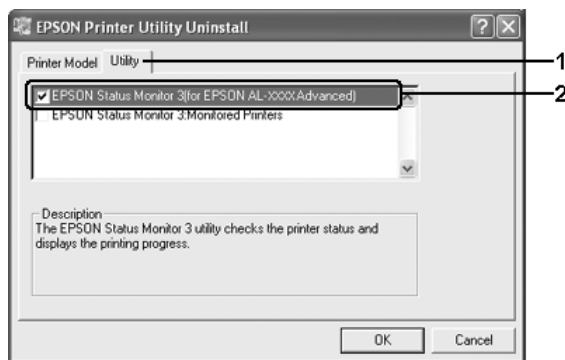 EPSON Printer Utility Uninstall
Printer Model Utility
1
EPSON Status Monitor 3(for EPSON AL-XXXX Advanced)
2
EPSON Status Monitor 3:Monitored Printers
Description
The EPSON Status Monitor 3 utility checks the printer status and
displays the printing progress.
OK Cancel